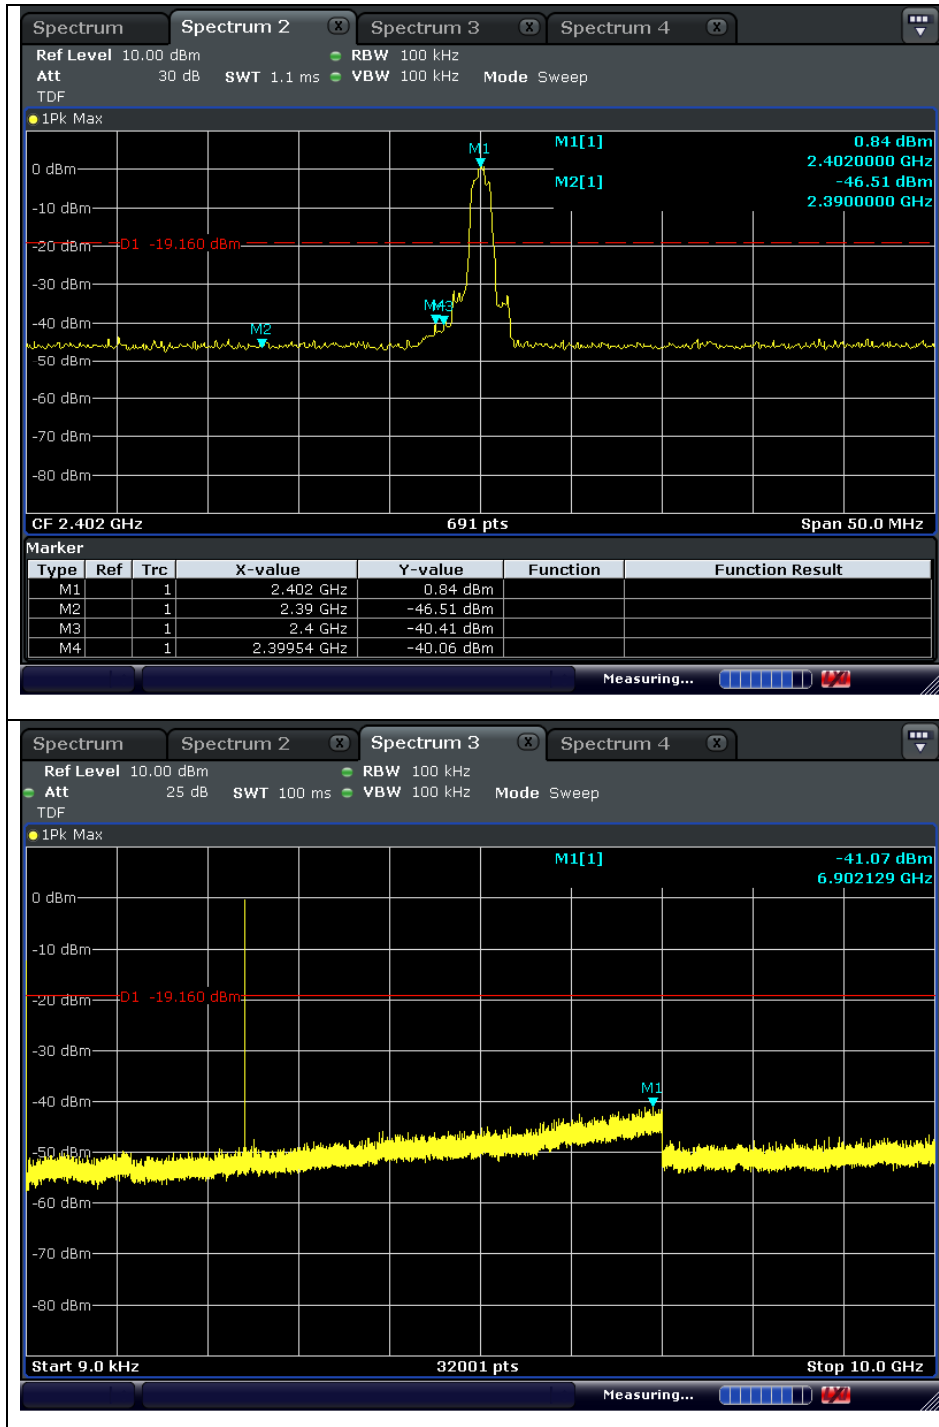 Spectrum Spectrum 2 X Spectrum 3 X Spectrum 4 X
Ref Level 10.00 dBm RBW 100 kHz
Att 30 dB SWT 1.1 ms VBW 100 kHz Mode Sweep
TDF
1Pk Max
M1[1] 0.84 dBm
2.4020000 GHz
M2[1] -46.51 dBm
2.3900000 GHz
M1
0 dBm
-10 dBm
-20 dBm D1 -19.160 dBm
-30 dBm
M4 M3
-40 dBm
M2
-50 dBm
-60 dBm
-70 dBm
-80 dBm
CF 2.402 GHz 691 pts Span 50.0 MHz
Marker
Type Ref Trc X-value Y-value Function Function Result
M1 1 2.402 GHz 0.84 dBm
M2 1 2.39 GHz -46.51 dBm
M3 1 2.4 GHz -40.41 dBm
M4 1 2.39954 GHz -40.06 dBm
Measuring...
Spectrum Spectrum 2 X Spectrum 3 X Spectrum 4 X
Ref Level 10.00 dBm RBW 100 kHz
Att 25 dB SWT 100 ms VBW 100 kHz Mode Sweep
TDF
1Pk Max
M1[1] -41.07 dBm
6.902129 GHz
0 dBm
-10 dBm
-20 dBm D1 -19.160 dBm
-30 dBm
M1
-40 dBm
-50 dBm
-60 dBm
-70 dBm
-80 dBm
Start 9.0 kHz 32001 pts Stop 10.0 GHz
Measuring...